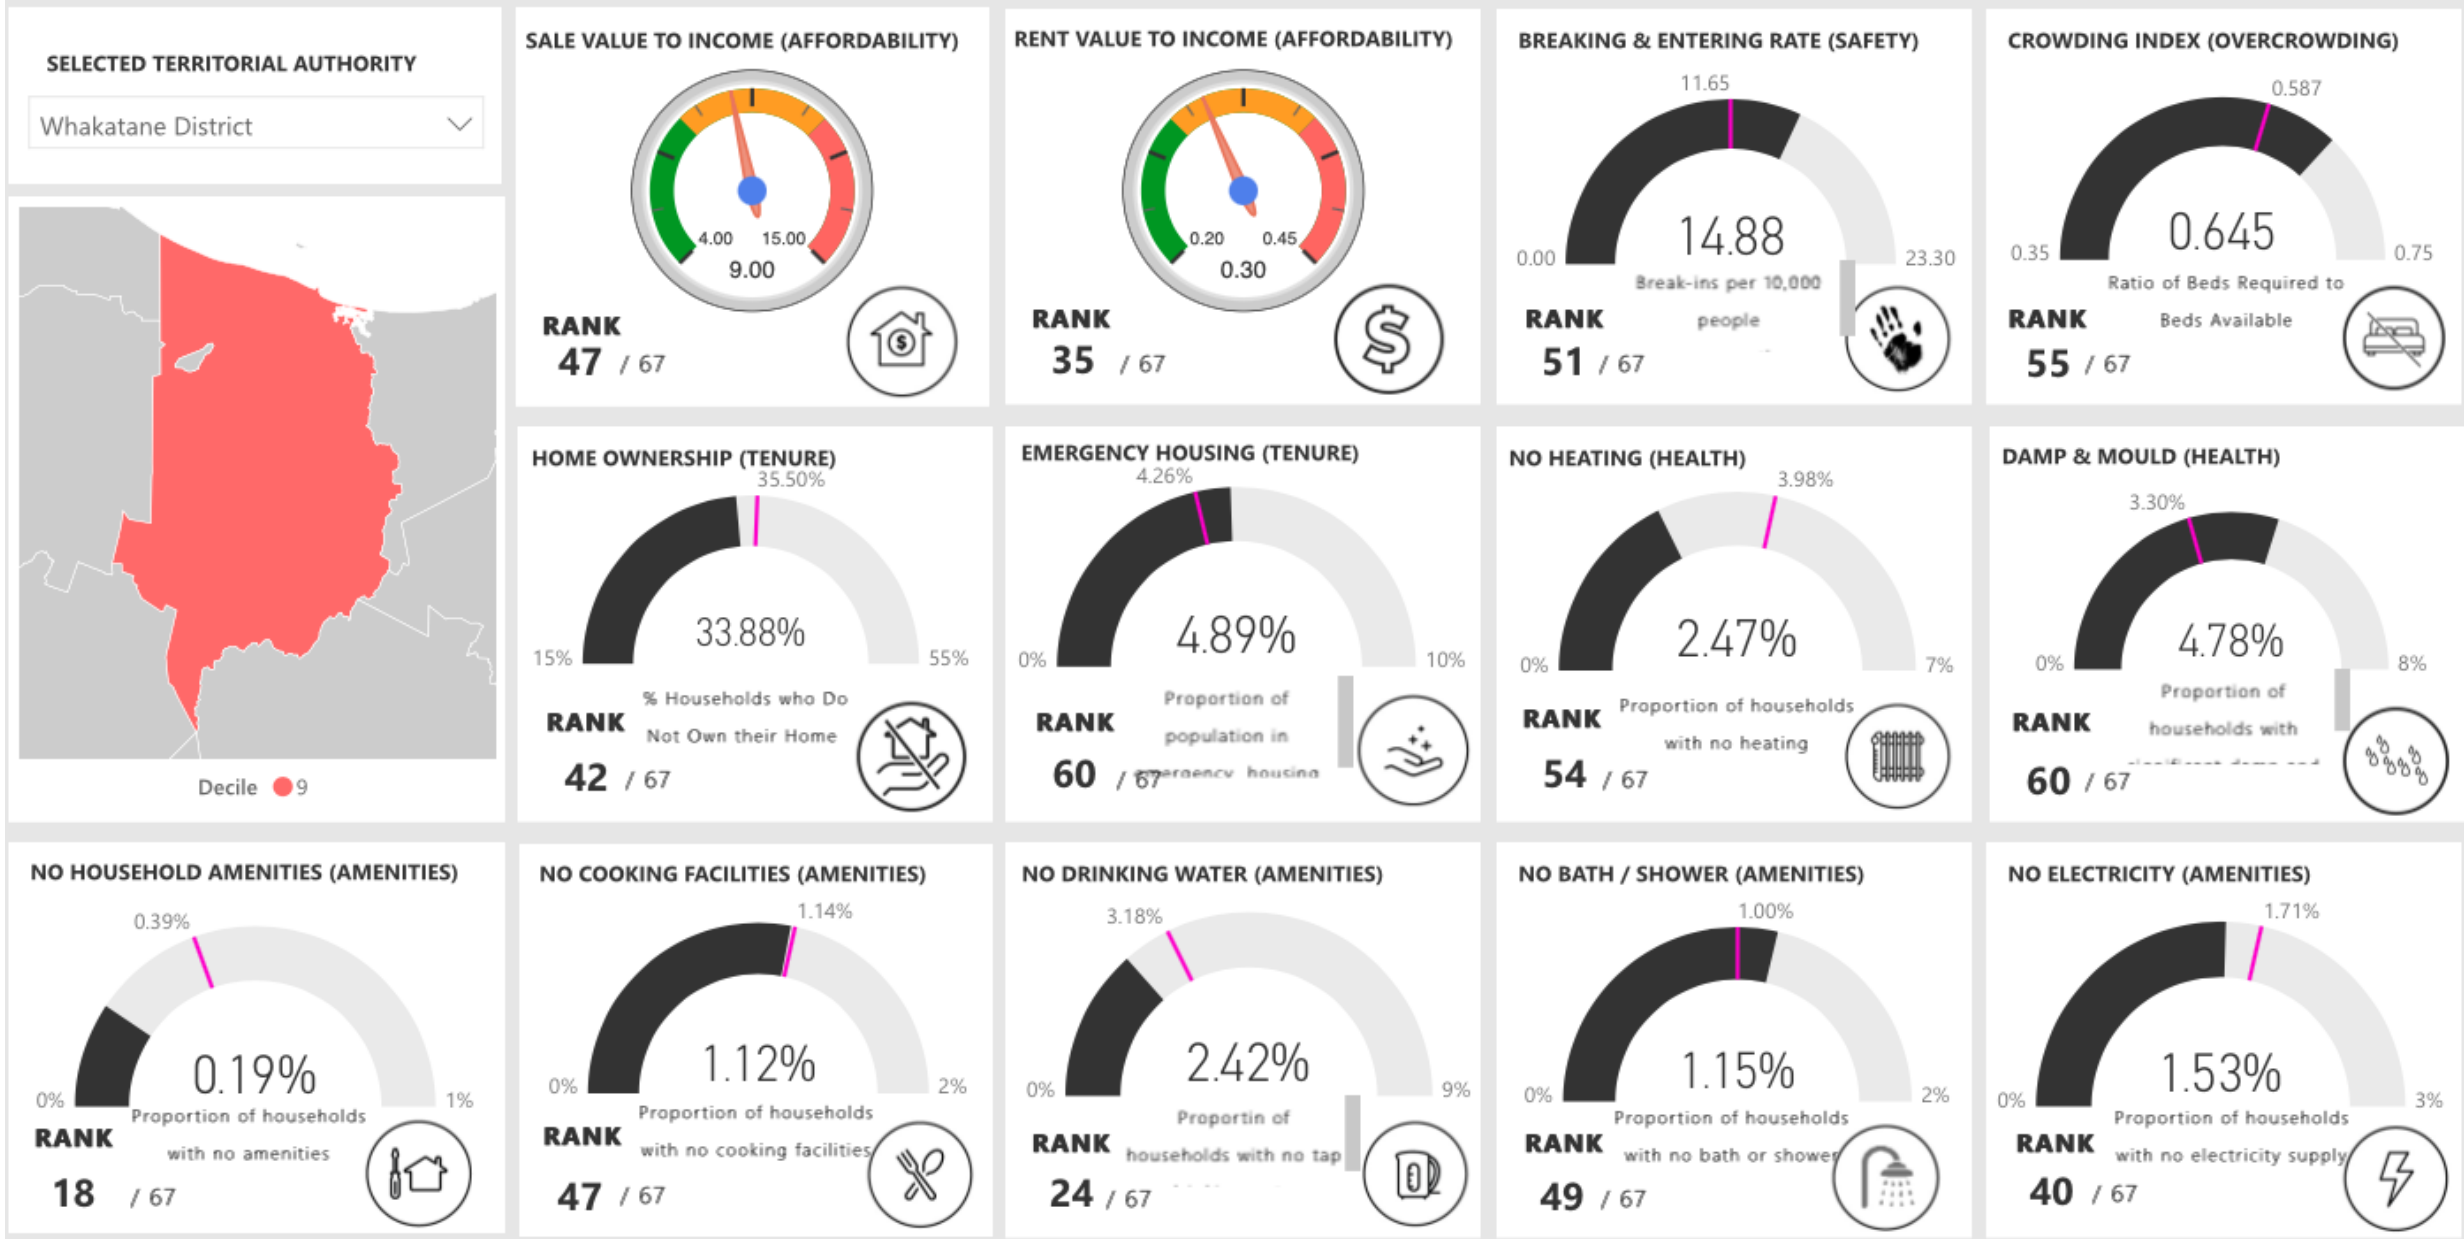 SELECTED TERRITORIAL AUTHORITY
Whakatane District
Decile 9
SALE VALUE TO INCOME (AFFORDABILITY)
4.00 15.00
9.00
RANK
47 / 67
RENT VALUE TO INCOME (AFFORDABILITY)
0.20 0.45
0.30
RANK
35 / 67
BREAKING & ENTERING RATE (SAFETY)
11.65
14.88
0.00 23.30
Break-ins per 10,000
people
RANK
51 / 67
CROWDING INDEX (OVERCROWDING)
0.587
0.645
0.35 0.75
Ratio of Beds Required to
Beds Available
RANK
55 / 67
HOME OWNERSHIP (TENURE)
35.50%
33.88%
15% 55%
% Households who Do
Not Own their Home
RANK
42 / 67
EMERGENCY HOUSING (TENURE)
4.26%
4.89%
0% 10%
Proportion of
population in
emergency housing
RANK
60 / 67
NO HEATING (HEALTH)
3.98%
2.47%
0% 7%
Proportion of households
with no heating
RANK
54 / 67
DAMP & MOULD (HEALTH)
3.30%
4.78%
0% 8%
Proportion of
households with
RANK
60 / 67
NO HOUSEHOLD AMENITIES (AMENITIES)
0.39%
0.19%
0% 1%
Proportion of households
with no amenities
RANK
18 / 67
NO COOKING FACILITIES (AMENITIES)
1.14%
1.12%
0% 2%
Proportion of households
with no cooking facilities
RANK
47 / 67
NO DRINKING WATER (AMENITIES)
3.18%
2.42%
0% 9%
Proportin of
households with no tap
RANK
24 / 67
NO BATH / SHOWER (AMENITIES)
1.00%
1.15%
0% 2%
Proportion of households
with no bath or shower
RANK
49 / 67
NO ELECTRICITY (AMENITIES)
1.71%
1.53%
0% 3%
Proportion of households
with no electricity supply
RANK
40 / 67